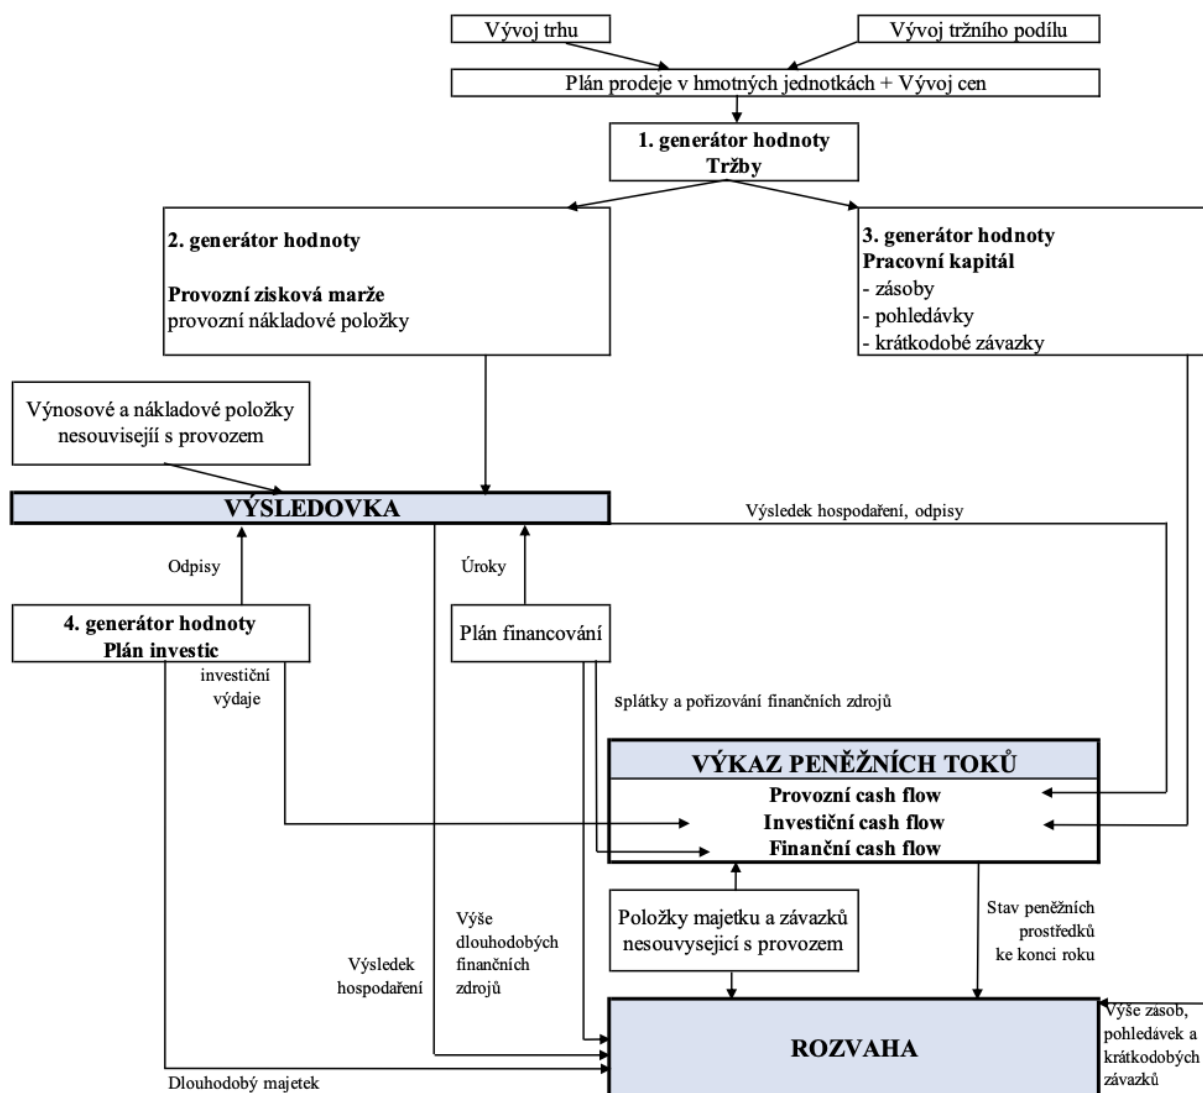 Vývoj trhu
Vývoj tržního podílu
Plán prodeje v hmotných jednotkách + Vývoj cen
1. generátor hodnoty
Tržby
2. generátor hodnoty
Provozní zisková marže
provozní nákladové položky
3. generátor hodnoty
Pracovní kapitál
- zásoby
- pohledávky
- krátkodobé závazky
Výnosové a nákladové položky
nesouvisejíí s provozem
VÝSLEDOVKA
Výsledek hospodaření, odpisy
Odpisy
Úroky
4. generátor hodnoty
Plán investic
Plán financování
investiční
výdaje
splátky a pořizování finančních zdrojů
VÝKAZ PENĚŽNÍCH TOKŮ
Provozní cash flow
Investiční cash flow
Finanční cash flow
Položky majetku a závazků
nesouvysejicí s provozem
Stav peněžních
prostředků
ke konci roku
Výše
dlouhodobých
finančních
zdrojů
Výsledek
hospodaření
ROZVAHA
Výše zásob,
pohledávek a
krátkodobých
závazků
Dlouhodobý majetek